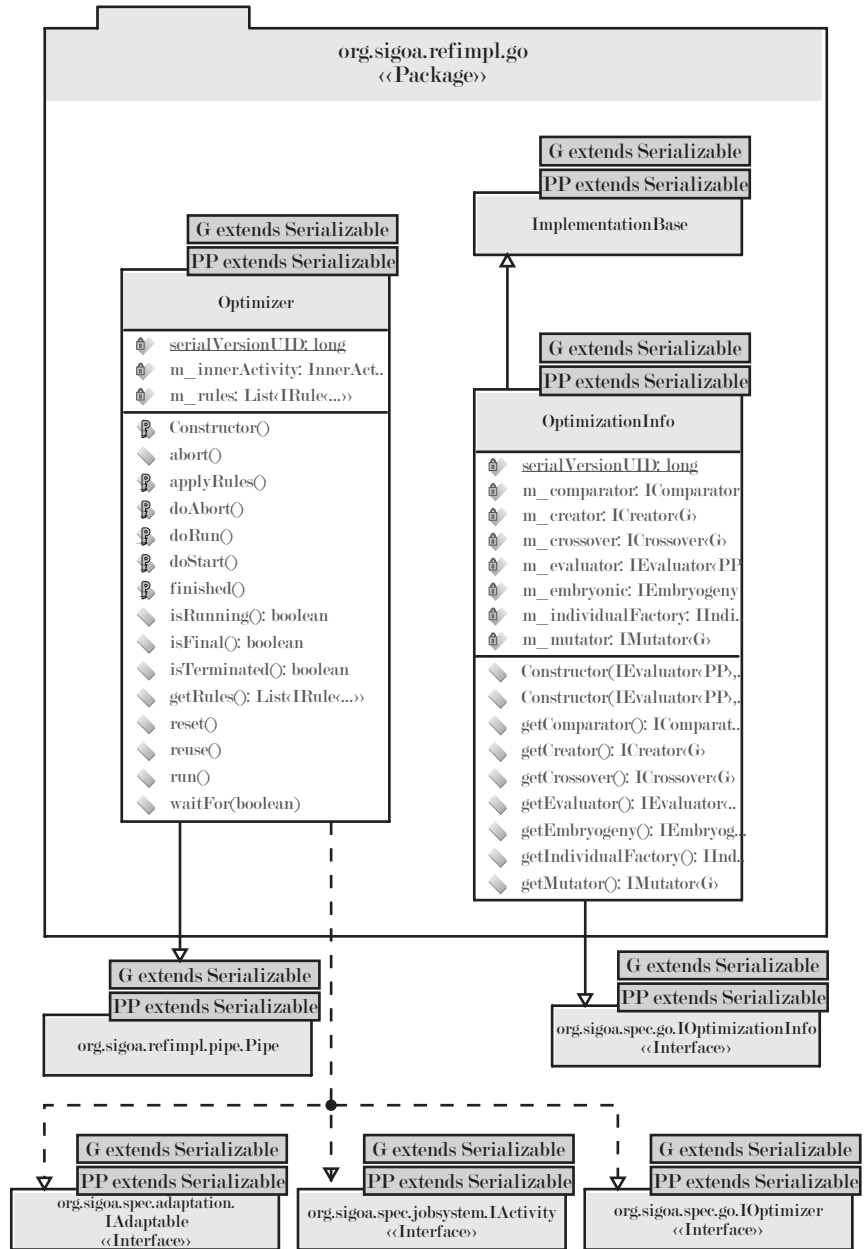 org.sigoa.refimpl.go
‹‹Package››
G extends Serializable
PP extends Serializable
ImplementationBase
G extends Serializable
PP extends Serializable
Optimizer
serialVersionUID: long
m_innerActivity: InnerAct..
m_rules: List‹IRule‹...››
Constructor()
abort()
applyRules()
doAbort()
doRun()
doStart()
finished()
isRunning(): boolean
isFinal(): boolean
isTerminated(): boolean
getRules(): List‹IRule‹...››
reset()
reuse()
run()
waitFor(boolean)
G extends Serializable
PP extends Serializable
OptimizationInfo
serialVersionUID: long
m_comparator: IComparator
m_creator: ICreator‹G›
m_crossover: ICrossover‹G›
m_evaluator: IEvaluator‹PP
m_embryonic: IEmbryogeny
m_individualFactory: IIndi..
m_mutator: IMutator‹G›
Constructor(IEvaluator‹PP›,..
Constructor(IEvaluator‹PP›,..
getComparator(): IComparat..
getCreator(): ICreator‹G›
getCrossover(): ICrossover‹G›
getEvaluator(): IEvaluator‹..
getEmbryogeny(): IEmbryog...
getIndividualFactory(): IInd..
getMutator(): IMutator‹G›
G extends Serializable
PP extends Serializable
org.sigoa.refimpl.pipe.Pipe
G extends Serializable
PP extends Serializable
org.sigoa.spec.go.IOptimizationInfo
‹‹Interface››
G extends Serializable
PP extends Serializable
org.sigoa.spec.adaptation.
IAdaptable
‹‹Interface››
G extends Serializable
PP extends Serializable
org.sigoa.spec.jobsystem.IActivity
‹‹Interface››
G extends Serializable
PP extends Serializable
org.sigoa.spec.go.IOptimizer
‹‹Interface››